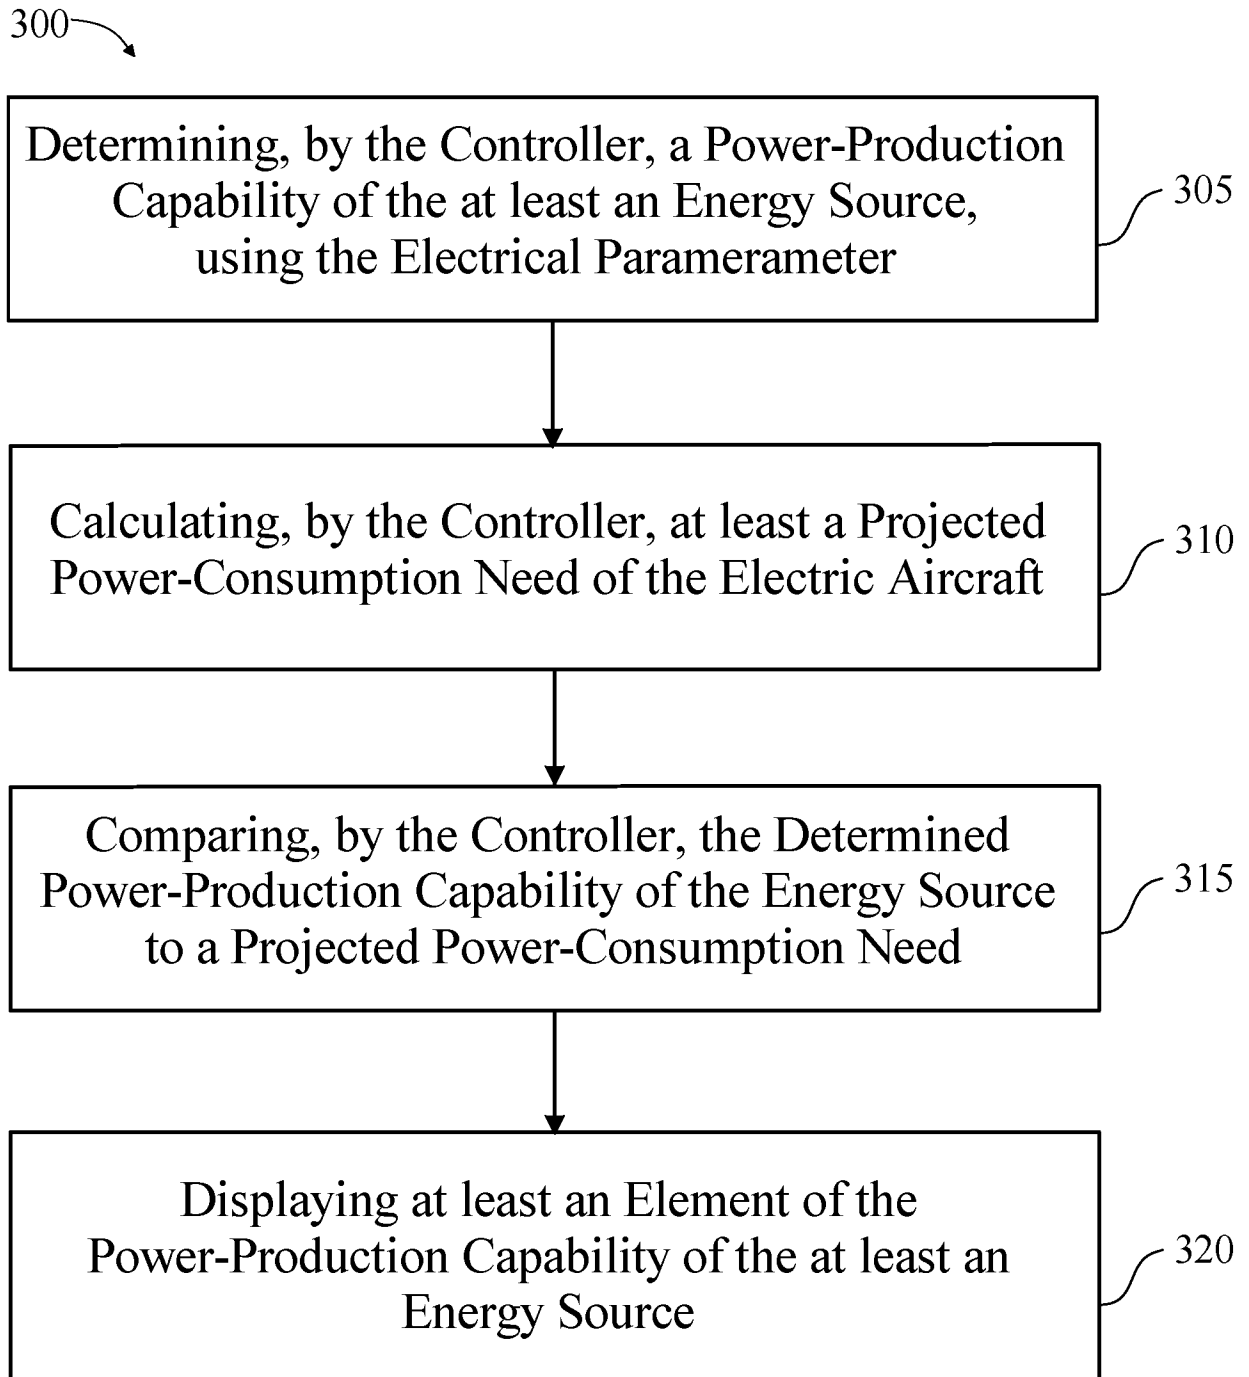 300
Determining, by the Controller, a Power-Production
Capability of the at least an Energy Source,
using the Electrical Paramerameter
305
Calculating, by the Controller, at least a Projected
Power-Consumption Need of the Electric Aircraft
310
Comparing, by the Controller, the Determined
Power-Production Capability of the Energy Source
to a Projected Power-Consumption Need
315
Displaying at least an Element of the
Power-Production Capability of the at least an
Energy Source
320